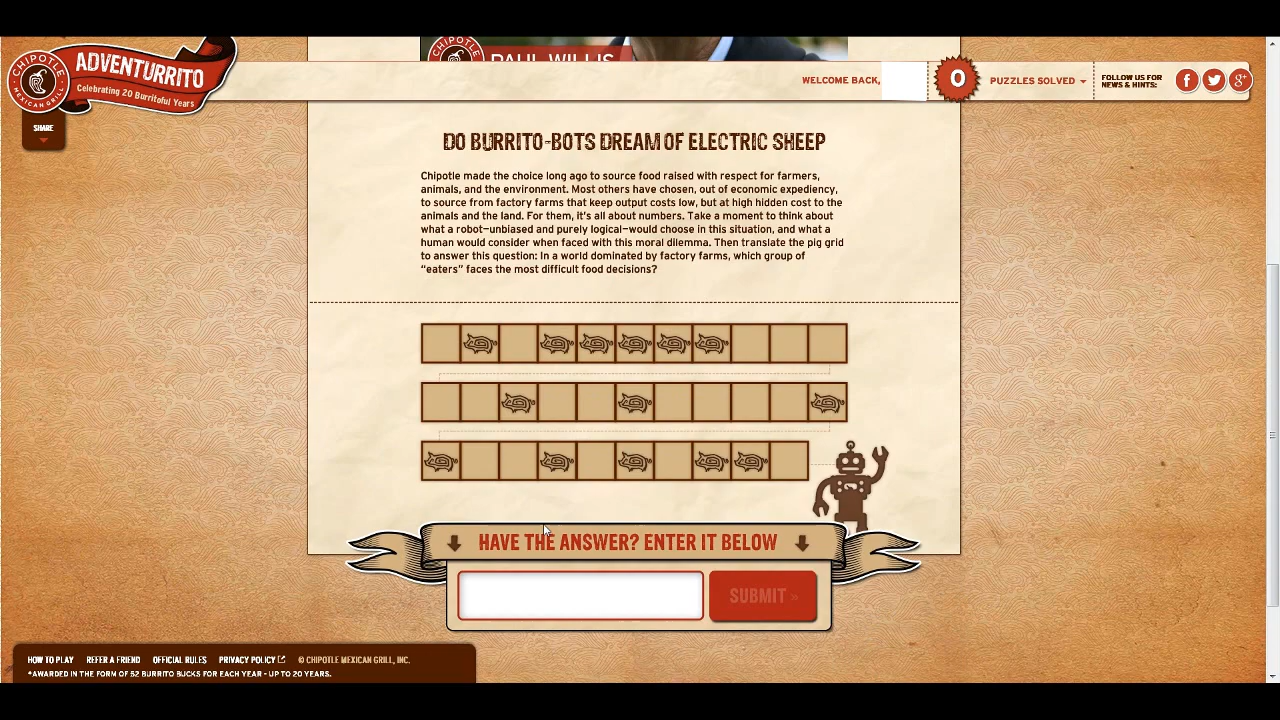 PAUL WILLIS
CHIPOTLE
MEXICAN GRILL
ADVENTURRITO
Celebrating 20 Burritoful Years
WELCOME BACK,
0
PUZZLES SOLVED
FOLLOW US FOR
NEWS & HINTS:
SHARE
DO BURRITO-BOTS DREAM OF ELECTRIC SHEEP
Chipotle made the choice long ago to source food raised with respect for farmers,
animals, and the environment. Most others have chosen, out of economic expediency,
to source from factory farms that keep output costs low, but at high hidden cost to the
animals and the land. For them, it's all about numbers. Take a moment to think about
what a robot—unbiased and purely logical—would choose in this situation, and what a
human would consider when faced with this moral dilemma. Then translate the pig grid
to answer this question: In a world dominated by factory farms, which group of
“eaters” faces the most difficult food decisions?
HAVE THE ANSWER? ENTER IT BELOW
SUBMIT »
HOW TO PLAY REFER A FRIEND OFFICIAL RULES PRIVACY POLICY © CHIPOTLE MEXICAN GRILL, INC.
*AWARDED IN THE FORM OF 52 BURRITO BUCKS FOR EACH YEAR - UP TO 20 YEARS.